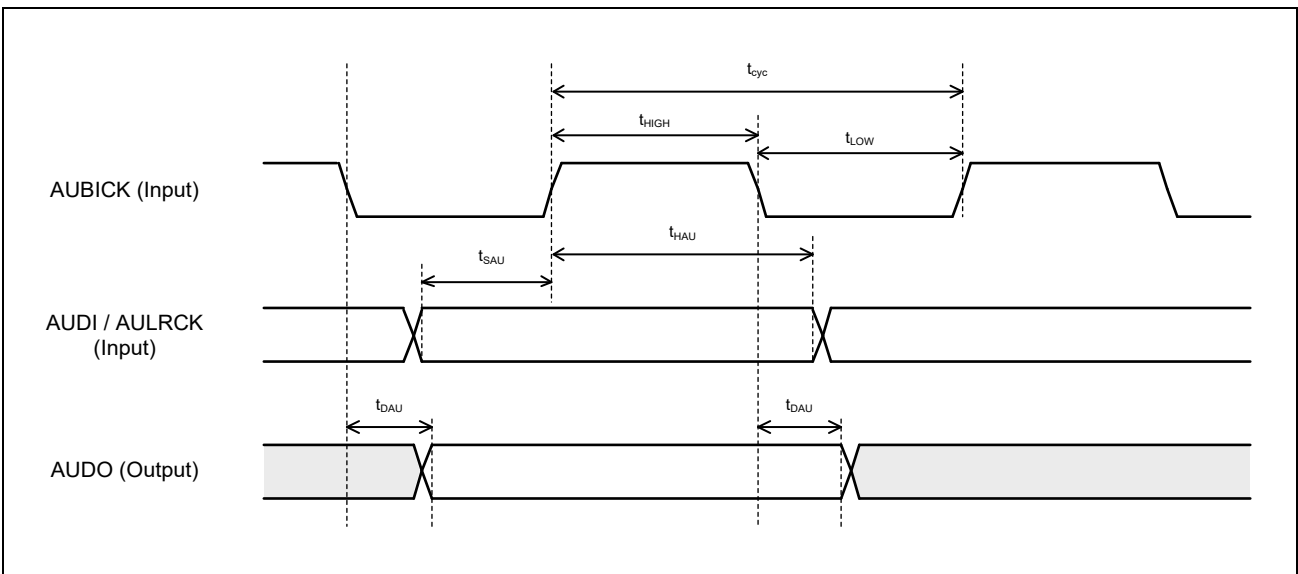 tcyc
tHIGH
tLOW
AUBICK (Input)
tHAU
tSAU
AUDI / AULRCK
(Input)
tDAU
tDAU
AUDO (Output)